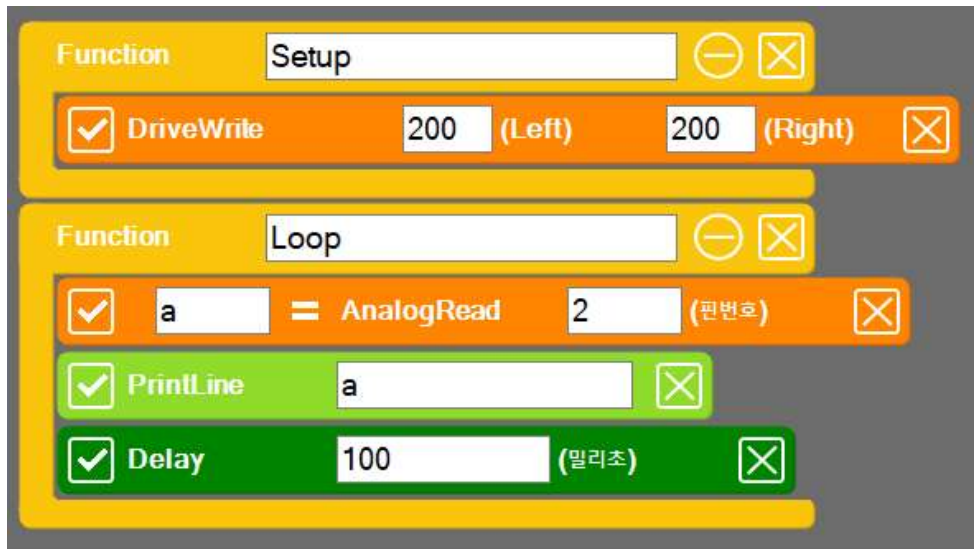 Function Setup
DriveWrite 200 (Left) 200 (Right)
Function Loop
a = AnalogRead 2 (핀번호)
PrintLine a
Delay 100 (밀리초)